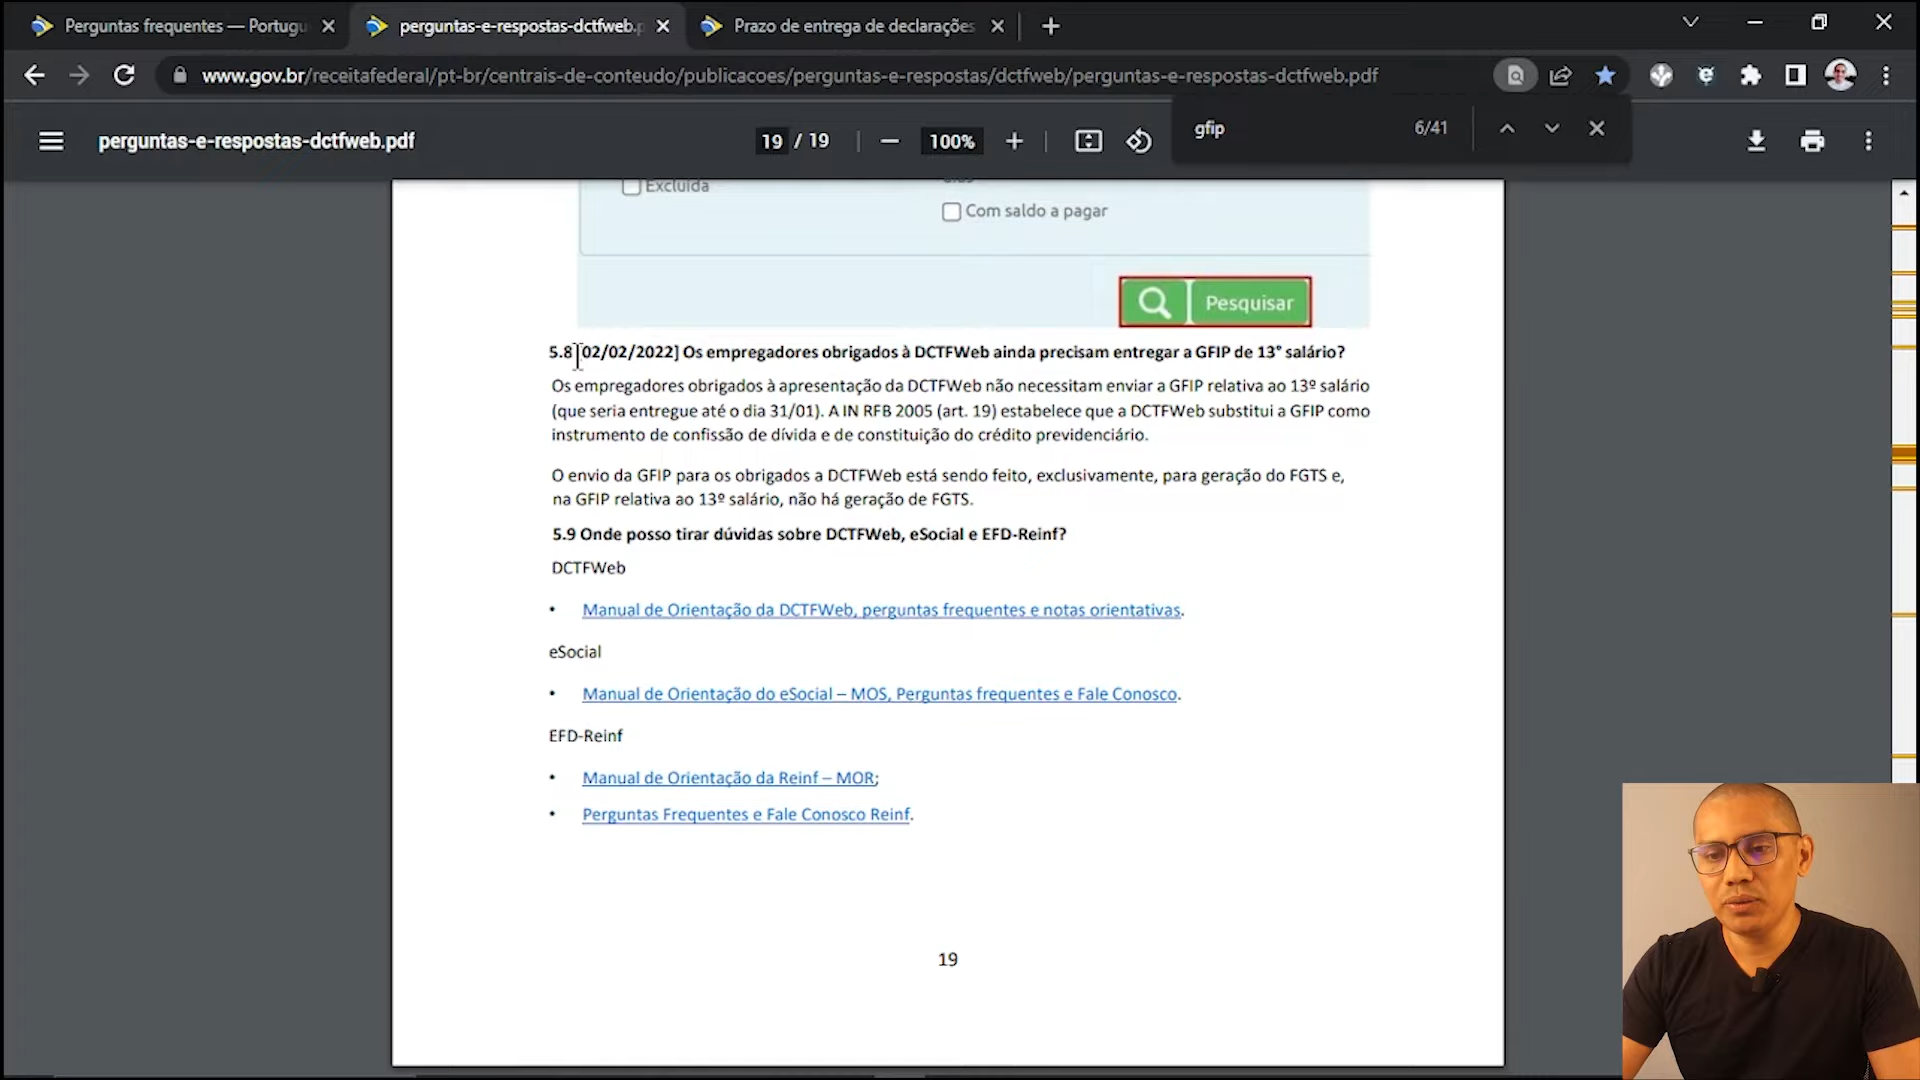 Perguntas frequentes — Portugu
perguntas-e-respostas-dctfweb.p
Prazo de entrega de declarações
www.gov.br/receitafederal/pt-br/centrais-de-conteudo/publicacoes/perguntas-e-respostas/dctfweb/perguntas-e-respostas-dctfweb.pdf
perguntas-e-respostas-dctfweb.pdf
19 / 19
100%
gfip
6/41
Excluída
Com saldo a pagar
Pesquisar
5.8 [02/02/2022] Os empregadores obrigados à DCTFWeb ainda precisam entregar a GFIP de 13° salário?
Os empregadores obrigados à apresentação da DCTFWeb não necessitam enviar a GFIP relativa ao 13º salário
(que seria entregue até o dia 31/01). A IN RFB 2005 (art. 19) estabelece que a DCTFWeb substitui a GFIP como
instrumento de confissão de dívida e de constituição do crédito previdenciário.
O envio da GFIP para os obrigados a DCTFWeb está sendo feito, exclusivamente, para geração do FGTS e,
na GFIP relativa ao 13º salário, não há geração de FGTS.
5.9 Onde posso tirar dúvidas sobre DCTFWeb, eSocial e EFD-Reinf?
DCTFWeb
• Manual de Orientação da DCTFWeb, perguntas frequentes e notas orientativas.
eSocial
• Manual de Orientação do eSocial – MOS, Perguntas frequentes e Fale Conosco.
EFD-Reinf
• Manual de Orientação da Reinf – MOR;
• Perguntas Frequentes e Fale Conosco Reinf.
19